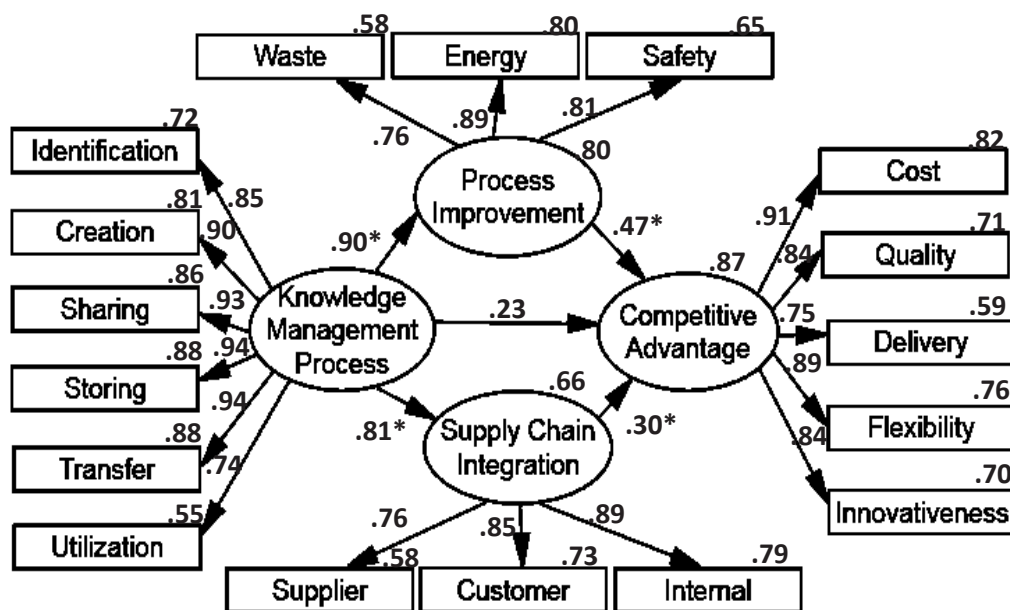 .58
Waste
.80
Energy
.65
Safety
.76
.89
.81
.80
Process
Improvement
.72
Identification
.85
.81
Creation
.90
.86
Sharing
.93
.88
Storing
.94
.88
Transfer
.94
.55
Utilization
.74
Knowledge
Management
Process
.90*
.47*
.23
.81*
.30*
.87
Competitive
Advantage
.66
Supply Chain
Integration
.82
Cost
.91
.71
Quality
.84
.59
Delivery
.75
.76
Flexibility
.89
.70
Innovativeness
.84
.76
.85
.89
.58
Supplier
.73
Customer
.79
Internal